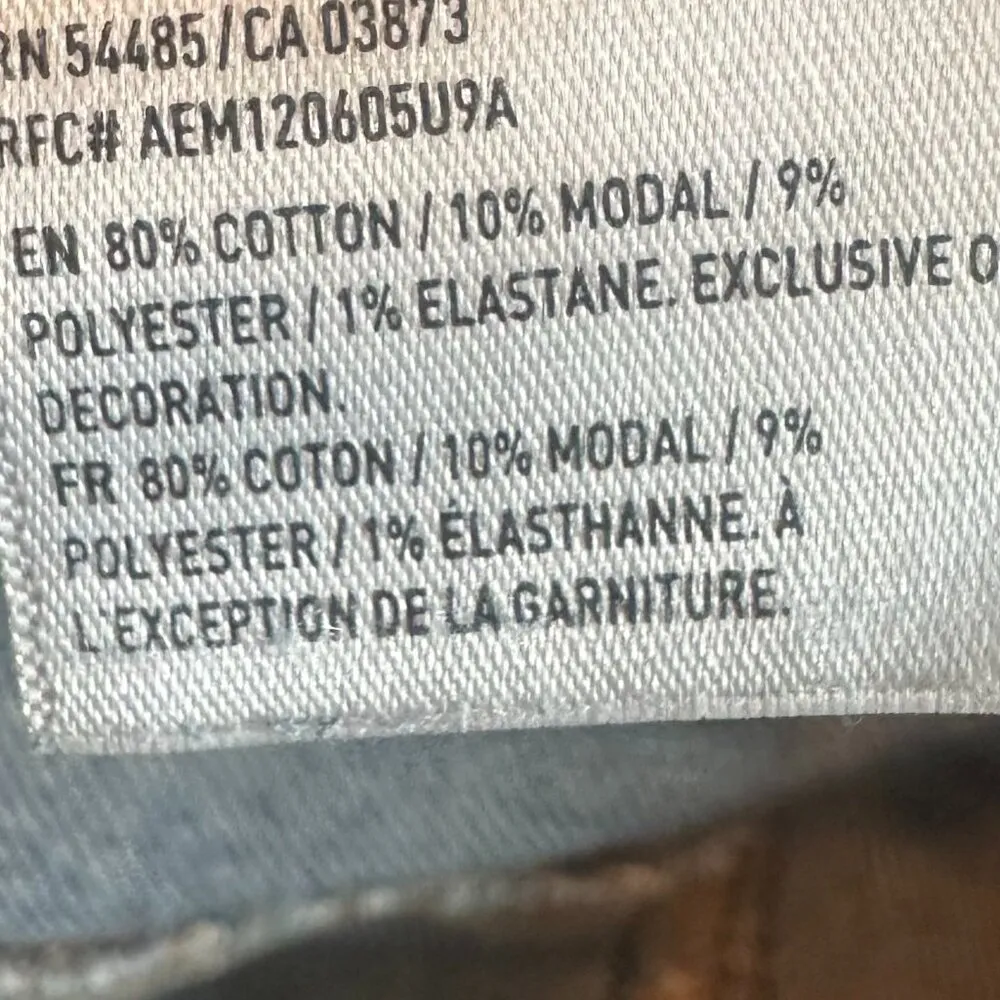 RN 54485 / CA 03873
RFC# AEM120605U9A
EN 80% COTTON / 10% MODAL / 9%
POLYESTER / 1% ELASTANE. EXCLUSIVE O
DECORATION.
FR 80% COTON / 10% MODAL / 9%
POLYESTER / 1% ÉLASTHANNE. À
L'EXCEPTION DE LA GARNITURE.